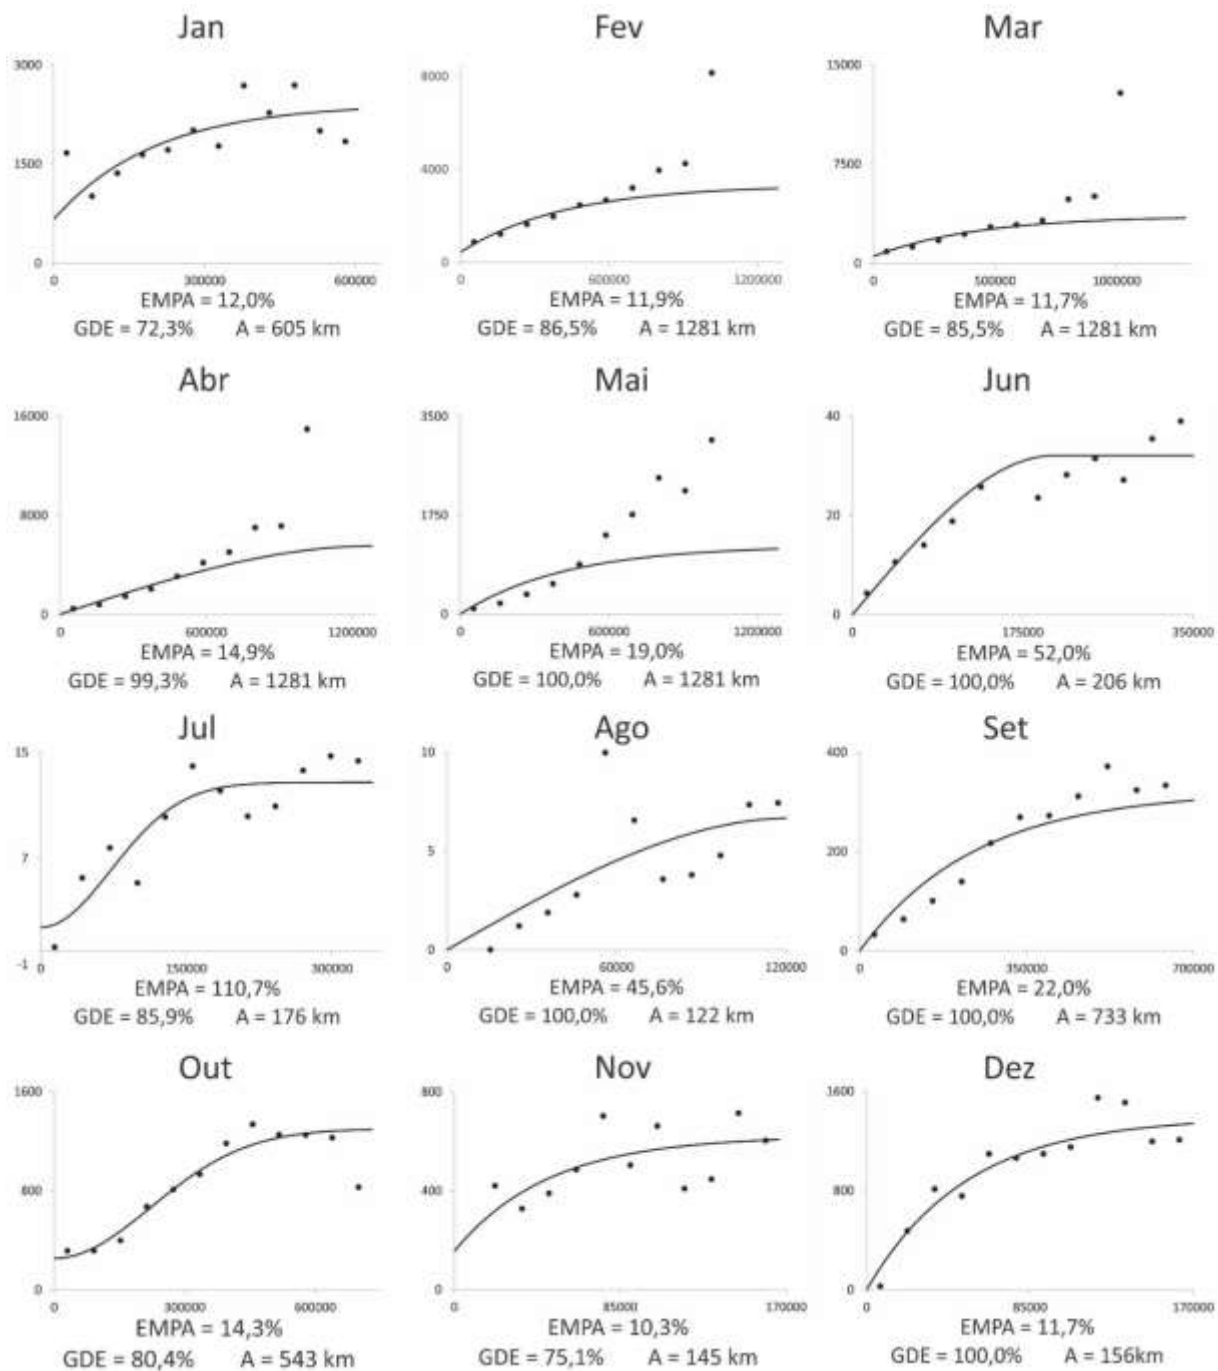 Jan Fev Mar
3000 8000 15000
1500 4000 7500
0 0 0
0 300000 600000 0 600000 1200000 0 500000 1000000
EMPA = 12,0% EMPA = 11,9% EMPA = 11,7%
GDE = 72,3% A = 605 km GDE = 86,5% A = 1281 km GDE = 85,5% A = 1281 km
Abr Mai Jun
16000 3500 40
8000 1750 20
0 0 0
0 600000 1200000 0 600000 1200000 0 175000 350000
EMPA = 14,9% EMPA = 19,0% EMPA = 52,0%
GDE = 99,3% A = 1281 km GDE = 100,0% A = 1281 km GDE = 100,0% A = 206 km
Jul Ago Set
15 10 400
7 5 200
-1 0 0
0 150000 300000 0 60000 120000 0 350000 700000
EMPA = 110,7% EMPA = 45,6% EMPA = 22,0%
GDE = 85,9% A = 176 km GDE = 100,0% A = 122 km GDE = 100,0% A = 733 km
Out Nov Dez
1600 800 1600
800 400 800
0 0 0
0 300000 600000 0 85000 170000 0 85000 170000
EMPA = 14,3% EMPA = 10,3% EMPA = 11,7%
GDE = 80,4% A = 543 km GDE = 75,1% A = 145 km GDE = 100,0% A = 156km